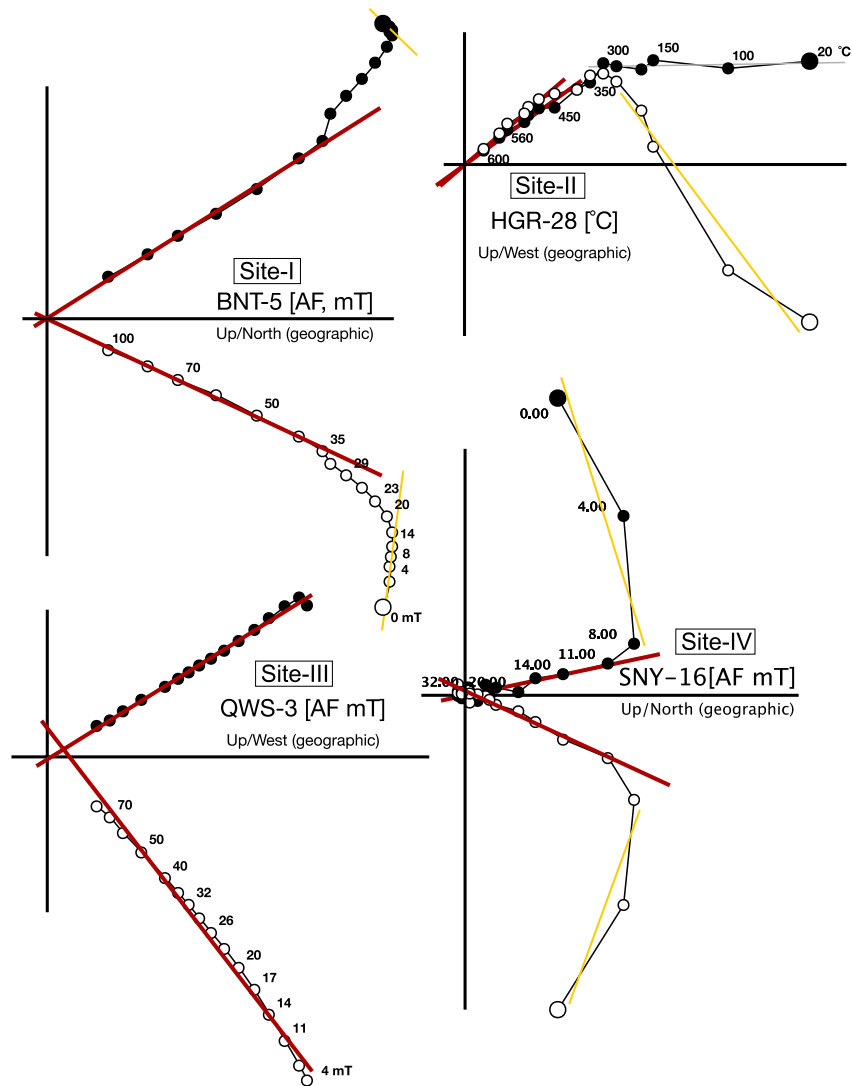 Site-I
BNT-5 [AF, mT]
Up/North (geographic)
100
70
50
35
29
23
20
14
8
4
0 mT
300
150
100
20 °C
350
450
560
600
Site-II
HGR-28 [°C]
Up/West (geographic)
Site-III
QWS-3 [AF mT]
Up/West (geographic)
70
50
40
32
26
20
17
14
11
4 mT
0.00
4.00
8.00
11.00
14.00
20.00
32.00
Site-IV
SNY-16[AF mT]
Up/North (geographic)